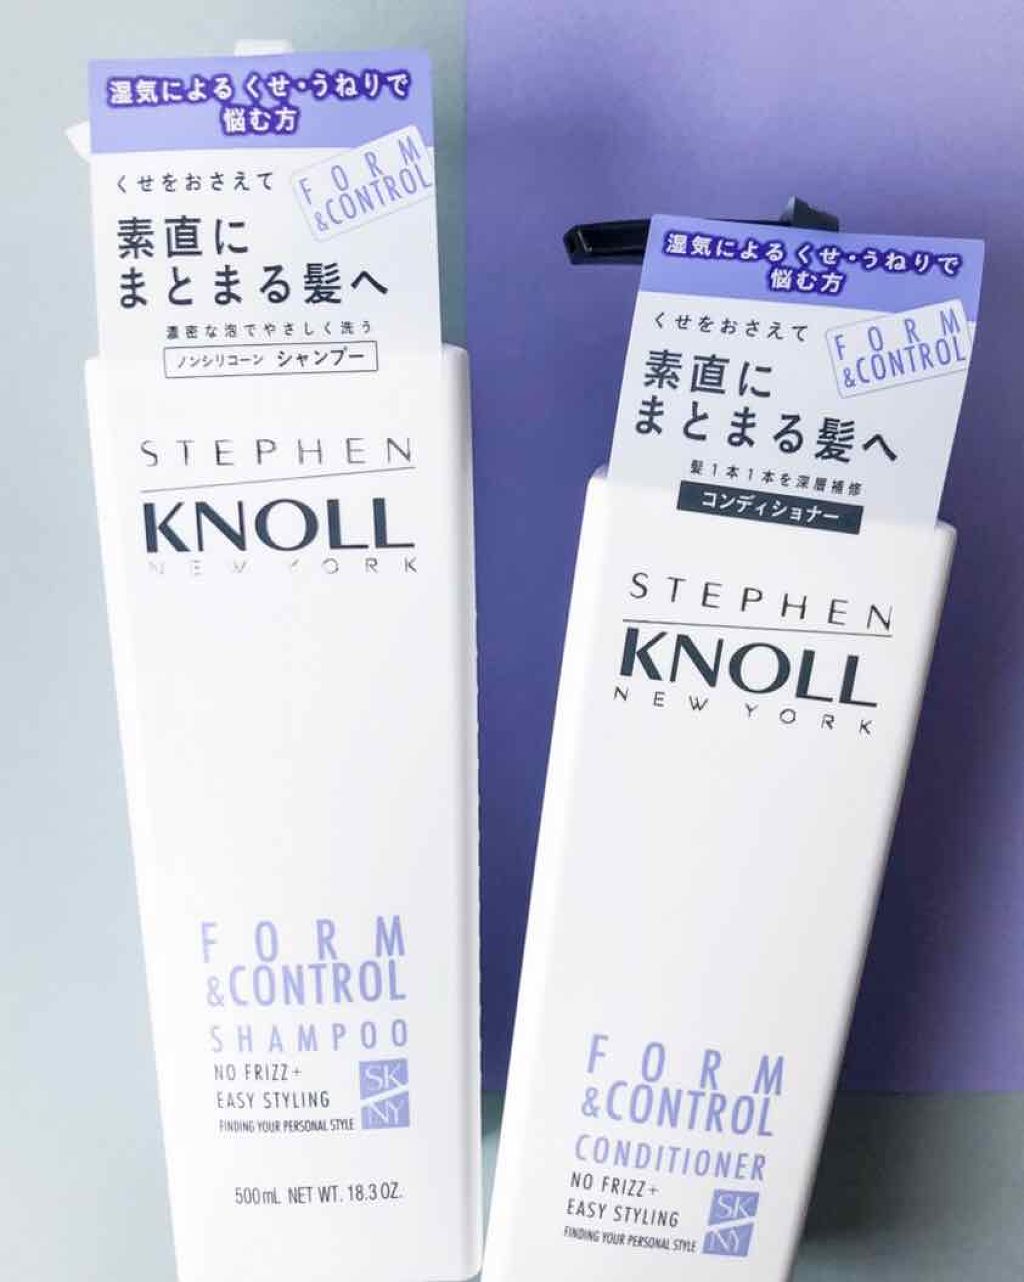 湿気による くせ・うねりで
悩む方
FORM
&CONTROL
くせをおさえて
素直に
まとまる髪へ
濃密な泡でやさしく洗う
ノンシリコーン シャンプー
STEPHEN
KNOLL
NEW YORK
FORM
&CONTROL
SHAMPOO
NO FRIZZ+
EASY STYLING
FINDING YOUR PERSONAL STYLE
SK
NY
500mL NET WT. 18.3 OZ.
湿気による くせ・うねりで
悩む方
FORM
&CONTROL
くせをおさえて
素直に
まとまる髪へ
髪1本1本を深層補修
コンディショナー
STEPHEN
KNOLL
NEW YORK
FORM
&CONTROL
CONDITIONER
NO FRIZZ+
EASY STYLING
FINDING YOUR PERSONAL STYLE
SK
NY